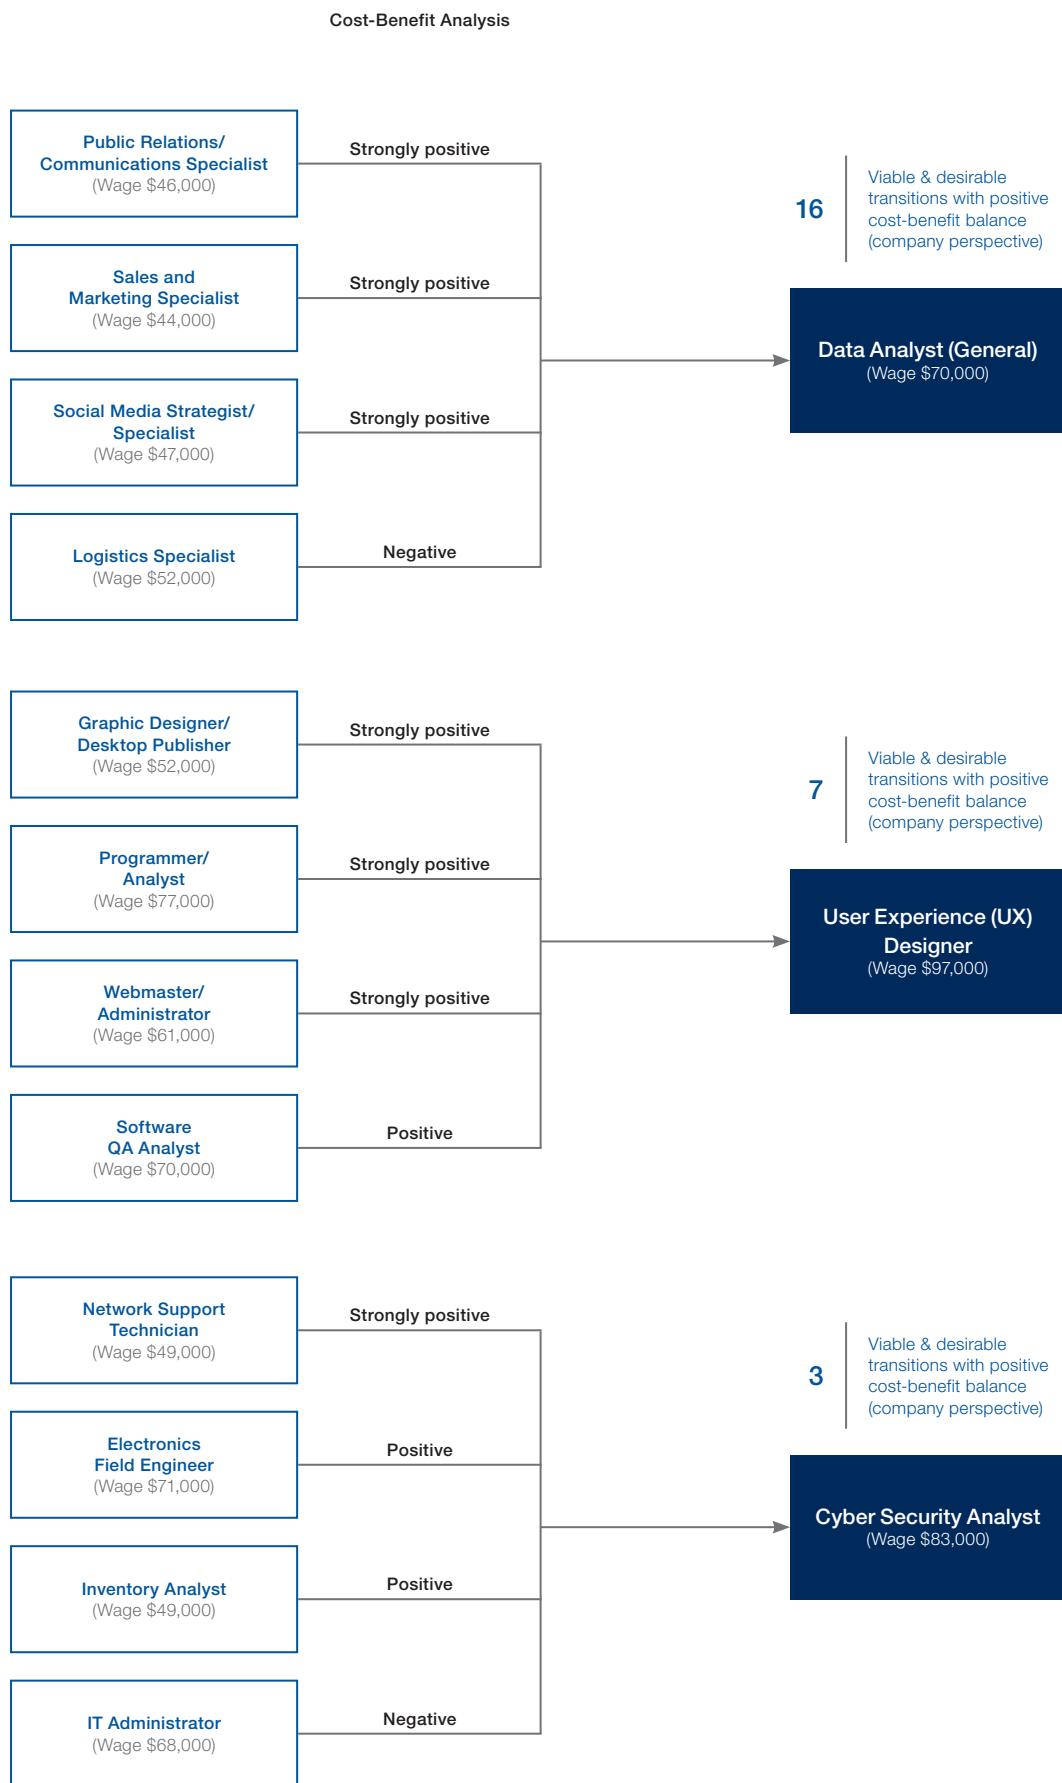 Cost-Benefit Analysis
Public Relations/
Communications Specialist
(Wage $46,000)
Strongly positive
Sales and
Marketing Specialist
(Wage $44,000)
Strongly positive
Social Media Strategist/
Specialist
(Wage $47,000)
Strongly positive
Logistics Specialist
(Wage $52,000)
Negative
16
Viable & desirable
transitions with positive
cost-benefit balance
(company perspective)
Data Analyst (General)
(Wage $70,000)
Graphic Designer/
Desktop Publisher
(Wage $52,000)
Strongly positive
Programmer/
Analyst
(Wage $77,000)
Strongly positive
Webmaster/
Administrator
(Wage $61,000)
Strongly positive
Software
QA Analyst
(Wage $70,000)
Positive
7
Viable & desirable
transitions with positive
cost-benefit balance
(company perspective)
User Experience (UX)
Designer
(Wage $97,000)
Network Support
Technician
(Wage $49,000)
Strongly positive
Electronics
Field Engineer
(Wage $71,000)
Positive
Inventory Analyst
(Wage $49,000)
Positive
IT Administrator
(Wage $68,000)
Negative
3
Viable & desirable
transitions with positive
cost-benefit balance
(company perspective)
Cyber Security Analyst
(Wage $83,000)